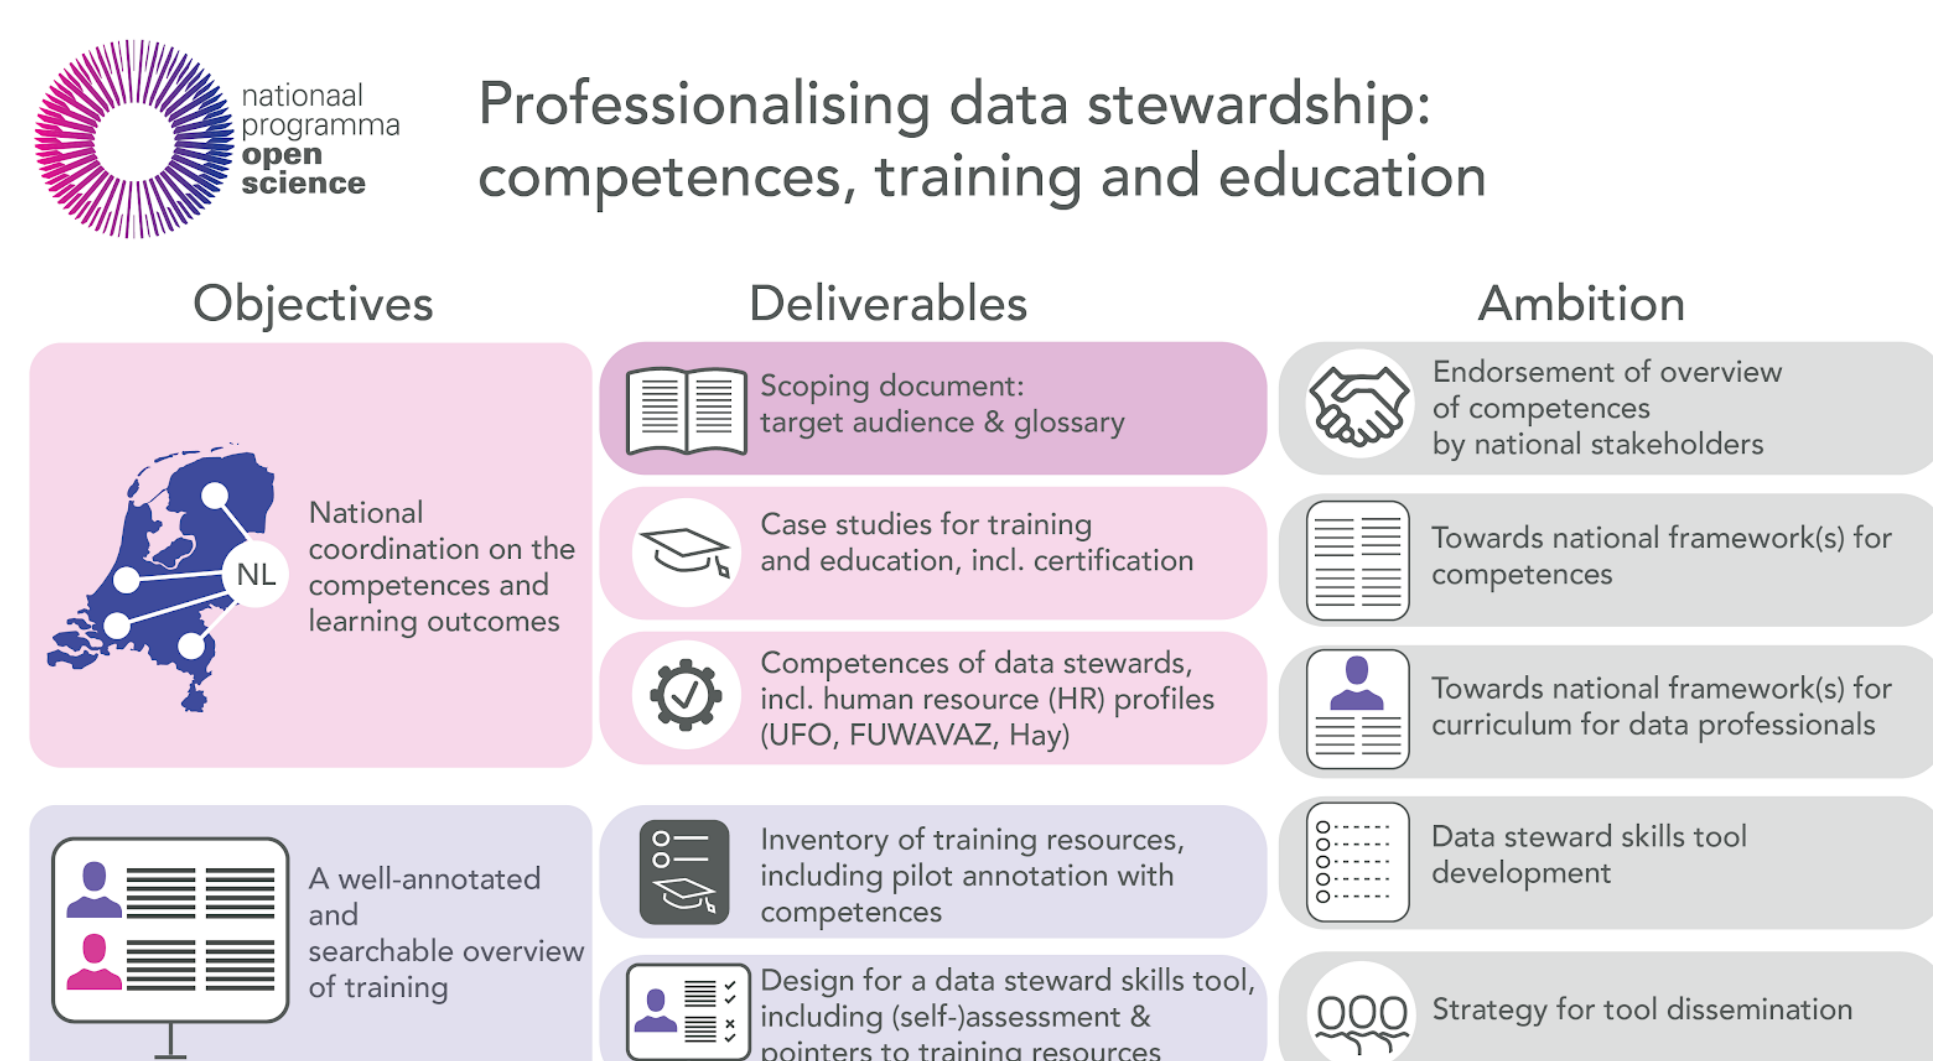 nationaal
programma
open
science
Professionalising data stewardship:
competences, training and education
Objectives
Deliverables
Ambition
NL
National
coordination on the
competences and
learning outcomes
Scoping document:
target audience & glossary
Case studies for training
and education, incl. certification
Competences of data stewards,
incl. human resource (HR) profiles
(UFO, FUWAVAZ, Hay)
Endorsement of overview
of competences
by national stakeholders
Towards national framework(s) for
competences
Towards national framework(s) for
curriculum for data professionals
A well-annotated
and
searchable overview
of training
Inventory of training resources,
including pilot annotation with
competences
Design for a data steward skills tool,
including (self-)assessment &
pointers to training resources
Data steward skills tool
development
Strategy for tool dissemination